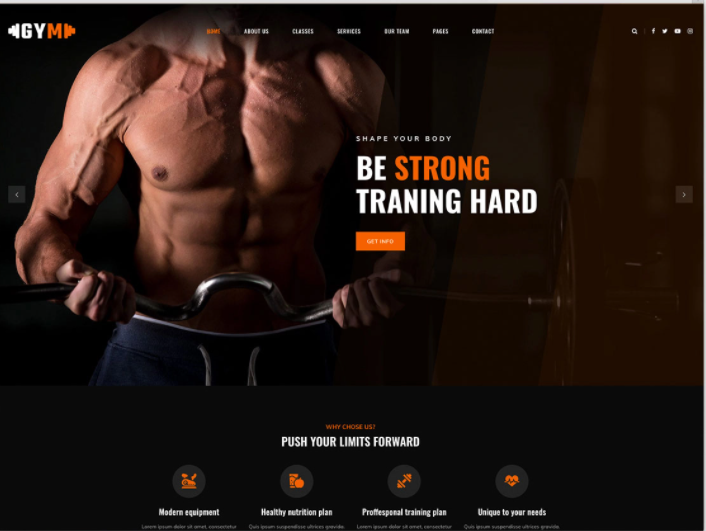 GYM
HOME ABOUT US CLASSES SERVICES OUR TEAM PAGES CONTACT
SHAPE YOUR BODY
BE STRONG
TRANING HARD
GET INFO
WHY CHOSE US?
PUSH YOUR LIMITS FORWARD
Modern equipment Healthy nutrition plan Proffesponal training plan Unique to your needs
Lorem ipsum dolor sit amet, consectetur Quis ipsum suspendisse ultrices gravida. Lorem ipsum dolor sit amet, consectetur Quis ipsum suspendisse ultrices gravida.